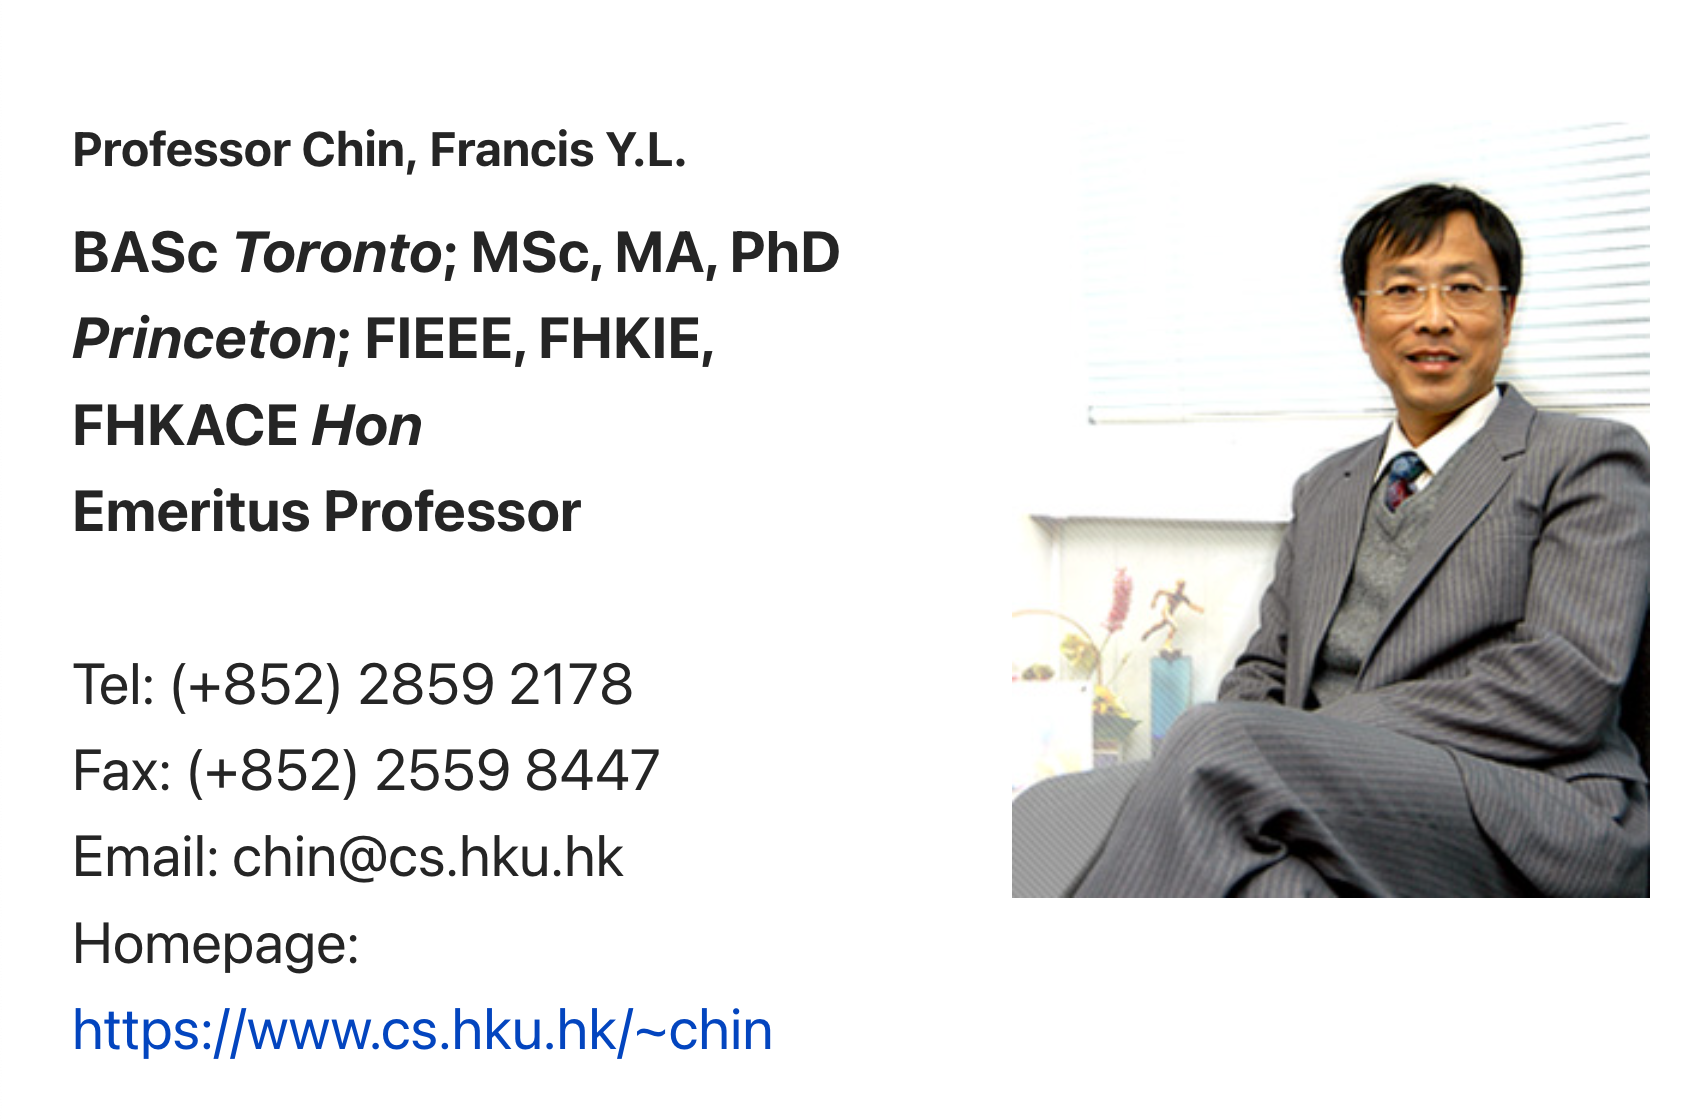 Professor Chin, Francis Y.L.
BASc Toronto; MSc, MA, PhD
Princeton; FIEEE, FHKIE,
FHKACE Hon
Emeritus Professor
Tel: (+852) 2859 2178
Fax: (+852) 2559 8447
Email: chin@cs.hku.hk
Homepage:
https://www.cs.hku.hk/~chin